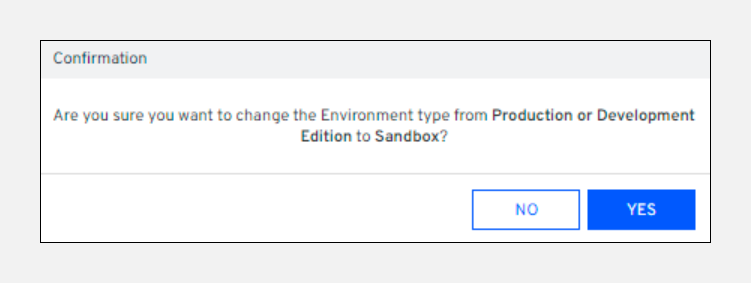 Confirmation
Are you sure you want to change the Environment type from Production or Development
Edition to Sandbox?
NO
YES